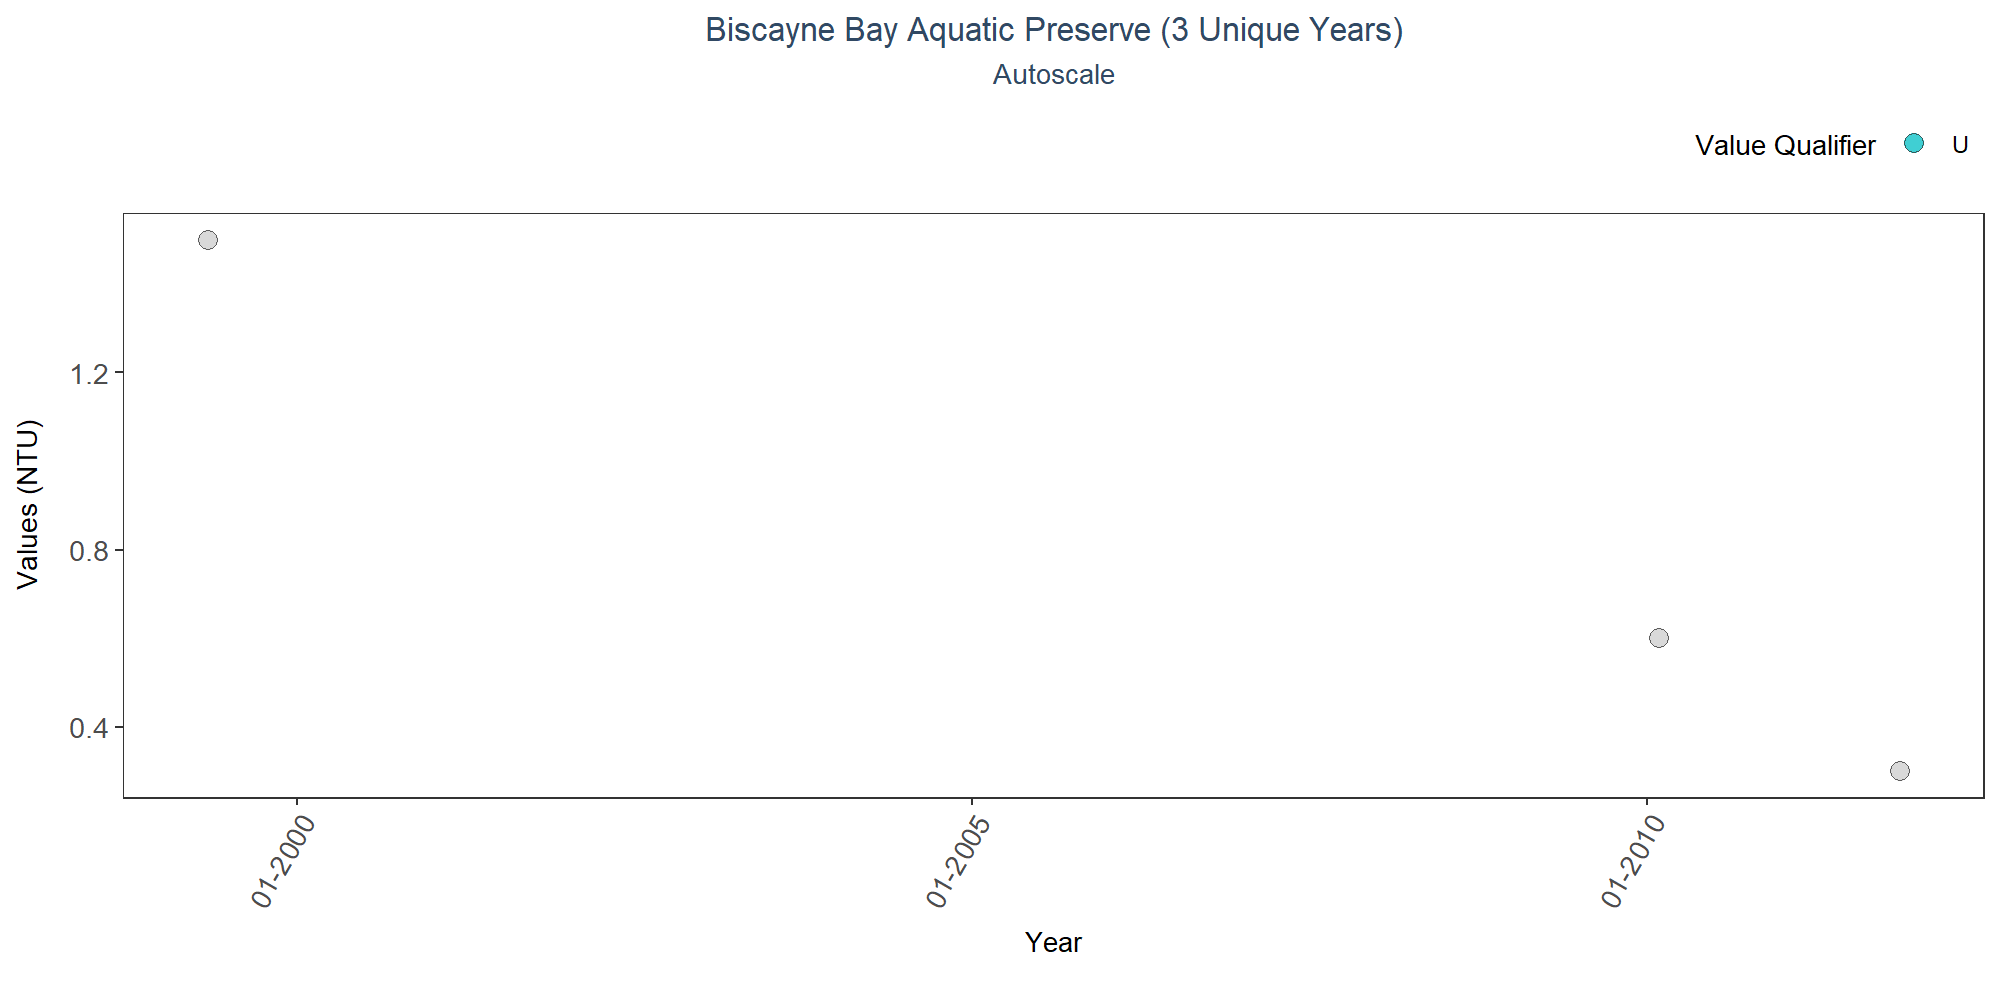 Biscayne Bay Aquatic Preserve (3 Unique Years)
Autoscale
Value Qualifier U
Values (NTU)
1.2
0.8
0.4
01-2000
01-2005
01-2010
Year